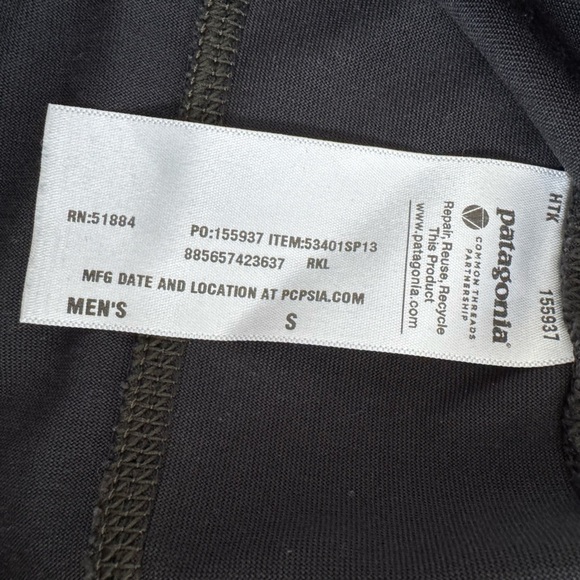 RN:51884
PO:155937 ITEM:53401SP13
885657423637 RKL
MFG DATE AND LOCATION AT PCPSIA.COM
MEN'S S
HTK 155937
patagonia®
COMMON THREADS
PARTNERSHIP
Repair, Reuse, Recycle
This Product
www.patagonia.com